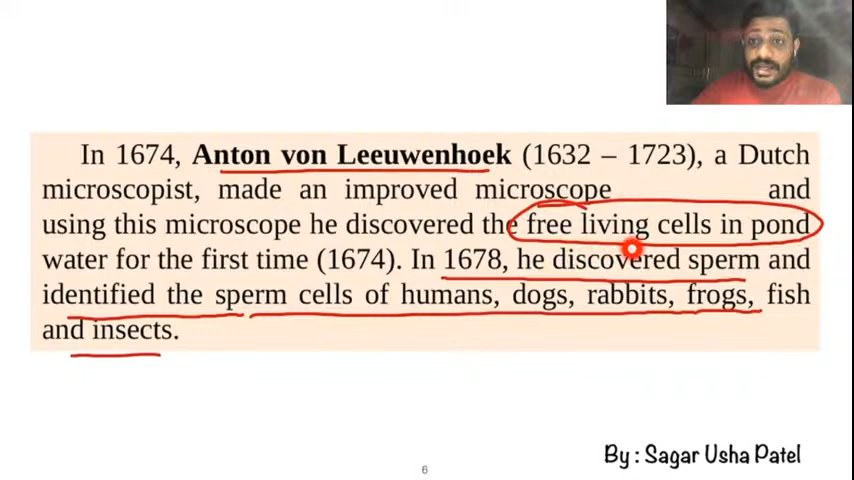 In 1674, Anton von Leeuwenhoek (1632 – 1723), a Dutch
microscopist, made an improved microscope and
using this microscope he discovered the free living cells in pond
water for the first time (1674). In 1678, he discovered sperm and
identified the sperm cells of humans, dogs, rabbits, frogs, fish
and insects.
By : Sagar Usha Patel
6